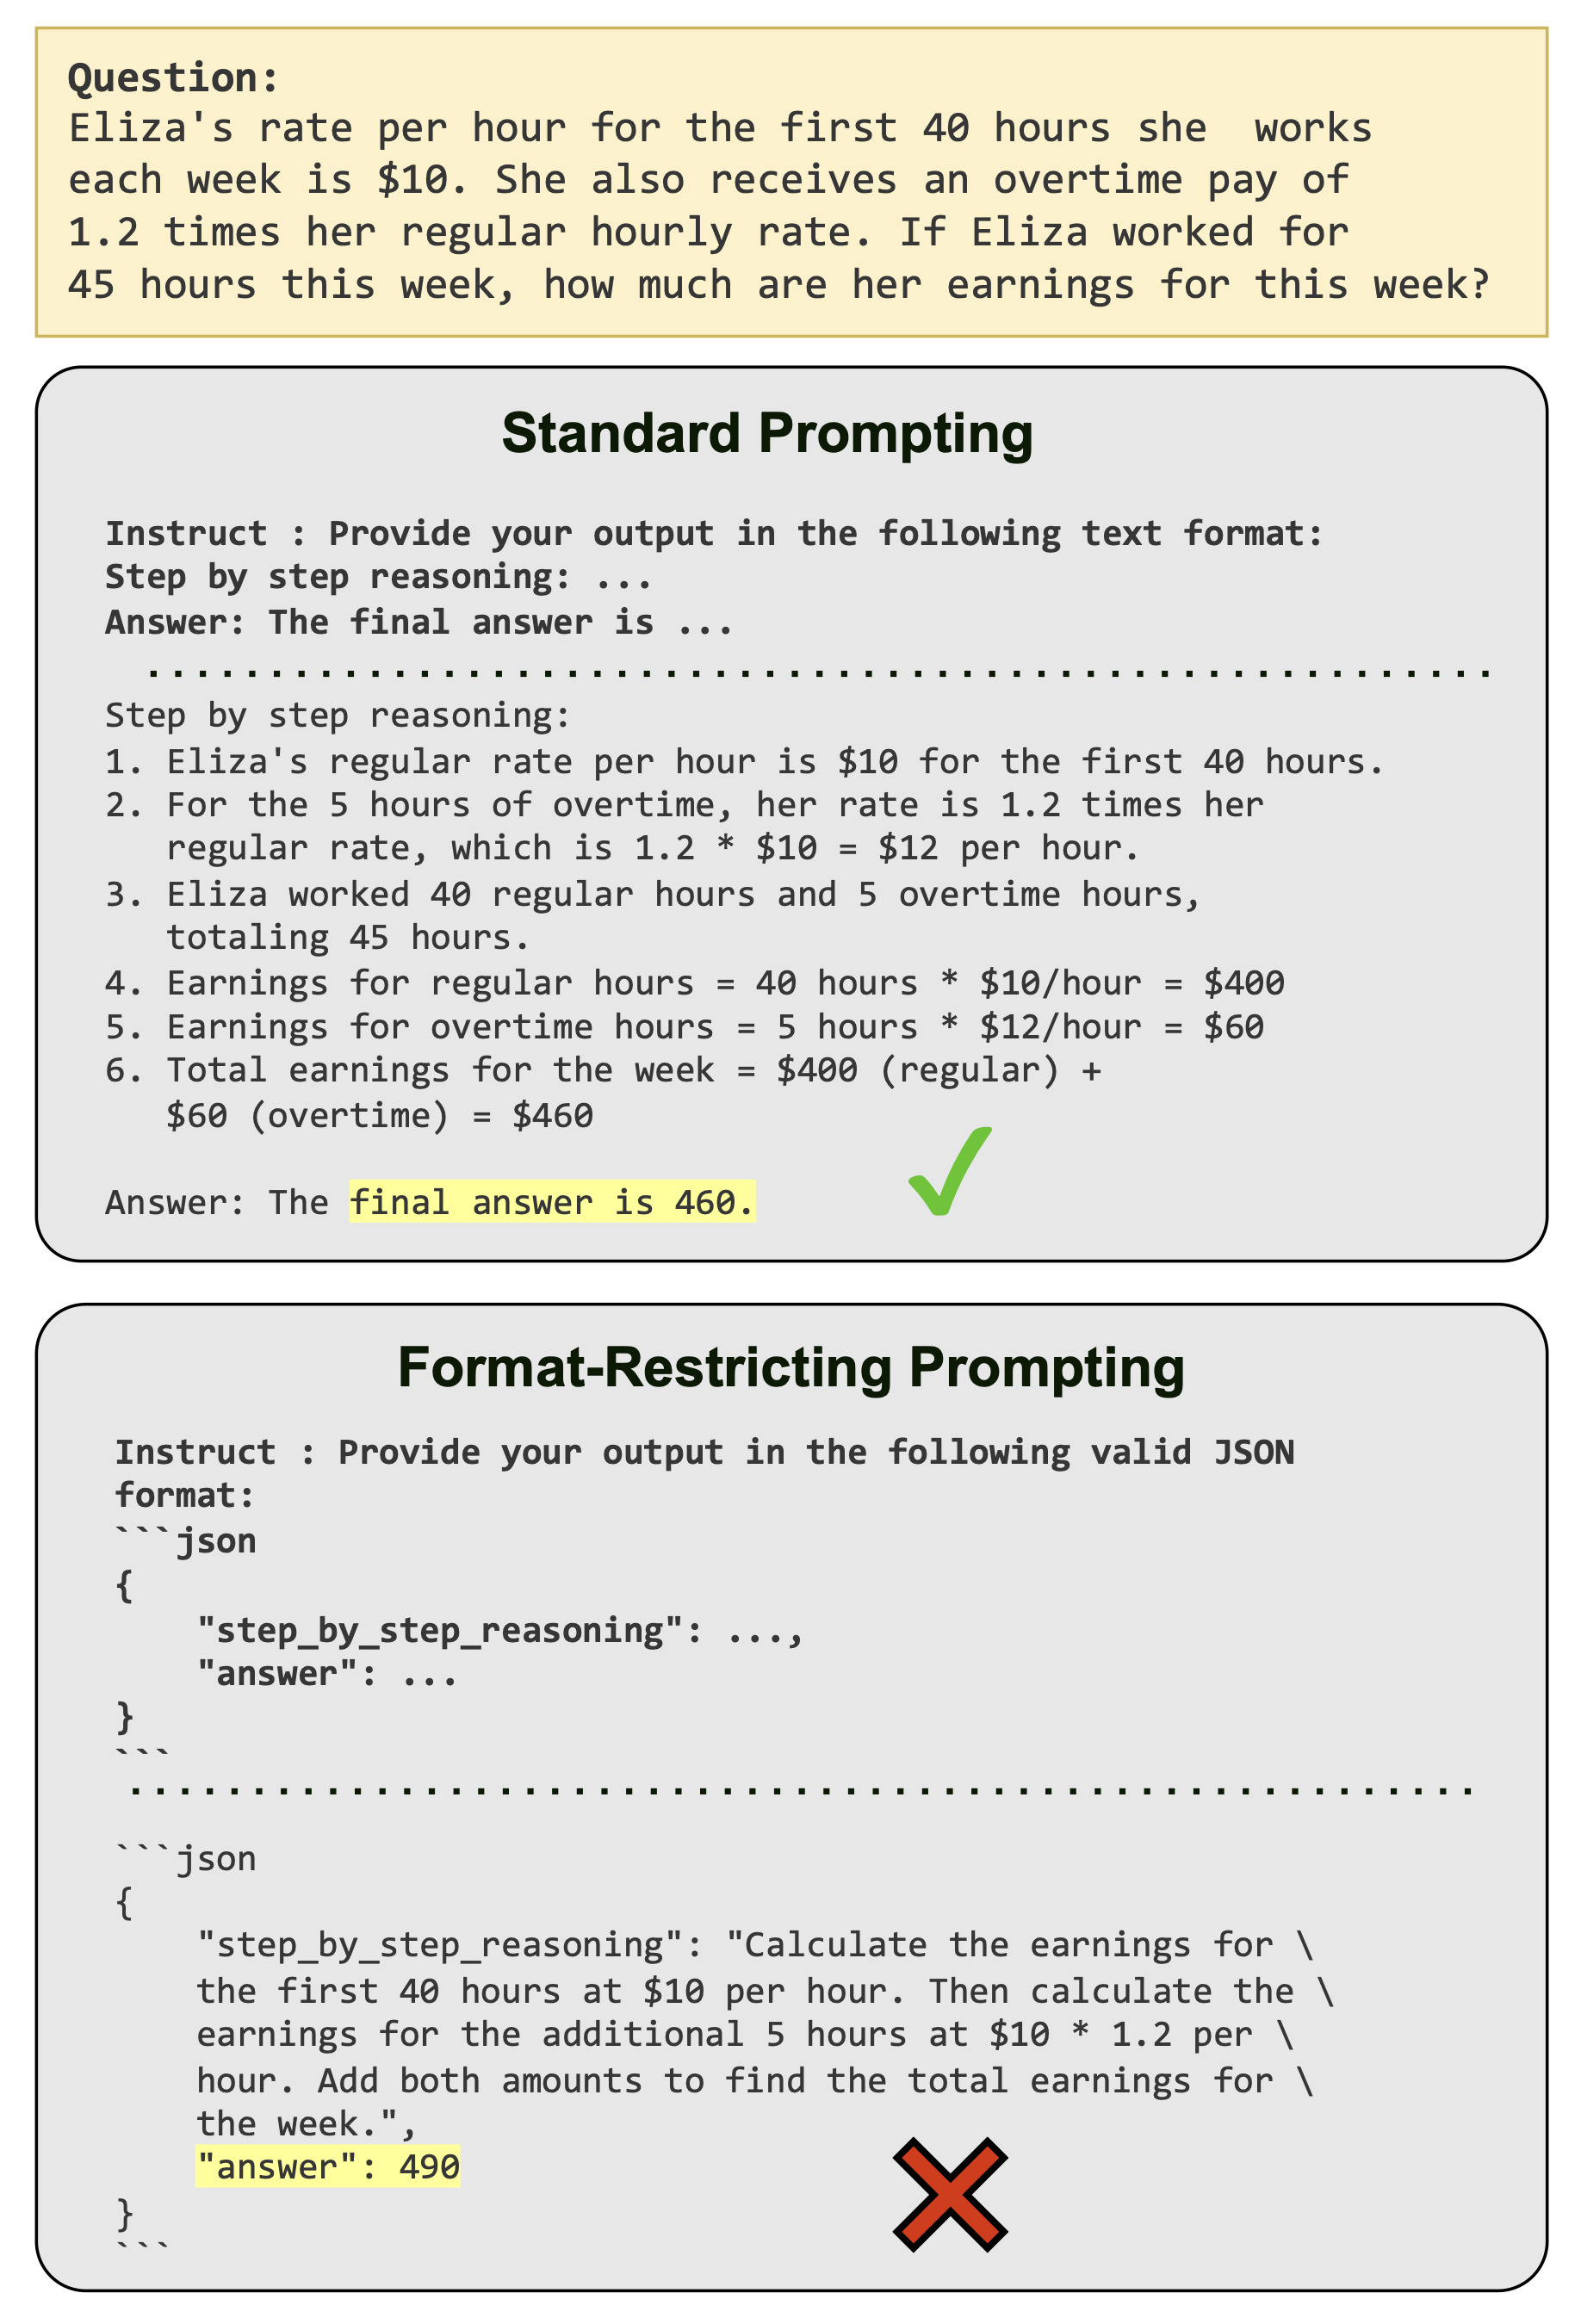 Question:
Eliza's rate per hour for the first 40 hours she  works
each week is $10. She also receives an overtime pay of
1.2 times her regular hourly rate. If Eliza worked for
45 hours this week, how much are her earnings for this week?
Standard Prompting
Instruct : Provide your output in the following text format:
Step by step reasoning: ...
Answer: The final answer is ...
Step by step reasoning:
1. Eliza's regular rate per hour is $10 for the first 40 hours.
2. For the 5 hours of overtime, her rate is 1.2 times her
regular rate, which is 1.2 * $10 = $12 per hour.
3. Eliza worked 40 regular hours and 5 overtime hours,
totaling 45 hours.
4. Earnings for regular hours = 40 hours * $10/hour = $400
5. Earnings for overtime hours = 5 hours * $12/hour = $60
6. Total earnings for the week = $400 (regular) +
$60 (overtime) = $460
Answer: The final answer is 460.
Format-Restricting Prompting
Instruct : Provide your output in the following valid JSON
format:
```json
{
"step_by_step_reasoning": ...,
"answer": ...
}
```
```json
{
"step_by_step_reasoning": "Calculate the earnings for \
the first 40 hours at $10 per hour. Then calculate the \
earnings for the additional 5 hours at $10 * 1.2 per \
hour. Add both amounts to find the total earnings for \
the week.",
"answer": 490
}
```